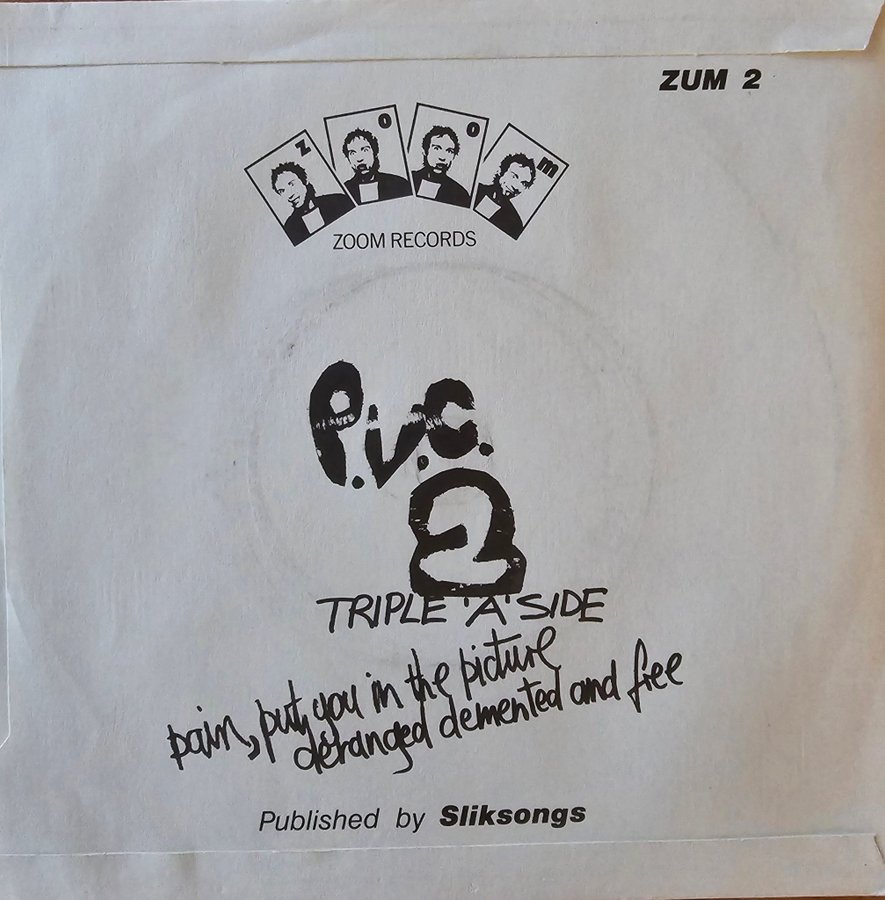 ZUM 2
Z O O M
ZOOM RECORDS
P.V.C.
2
TRIPLE 'A' SIDE
pain, put you in the picture
deranged demented and free
Published by Sliksongs